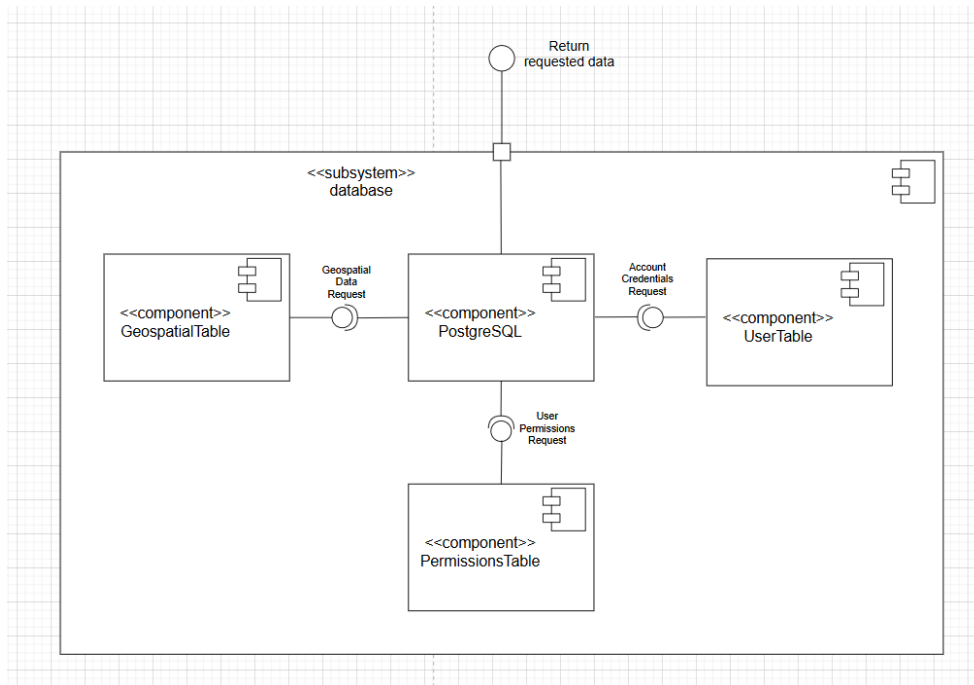 Return
requested data
<<subsystem>>
database
<<component>>
GeospatialTable
Geospatial
Data
Request
<<component>>
PostgreSQL
Account
Credentials
Request
<<component>>
UserTable
User
Permissions
Request
<<component>>
PermissionsTable